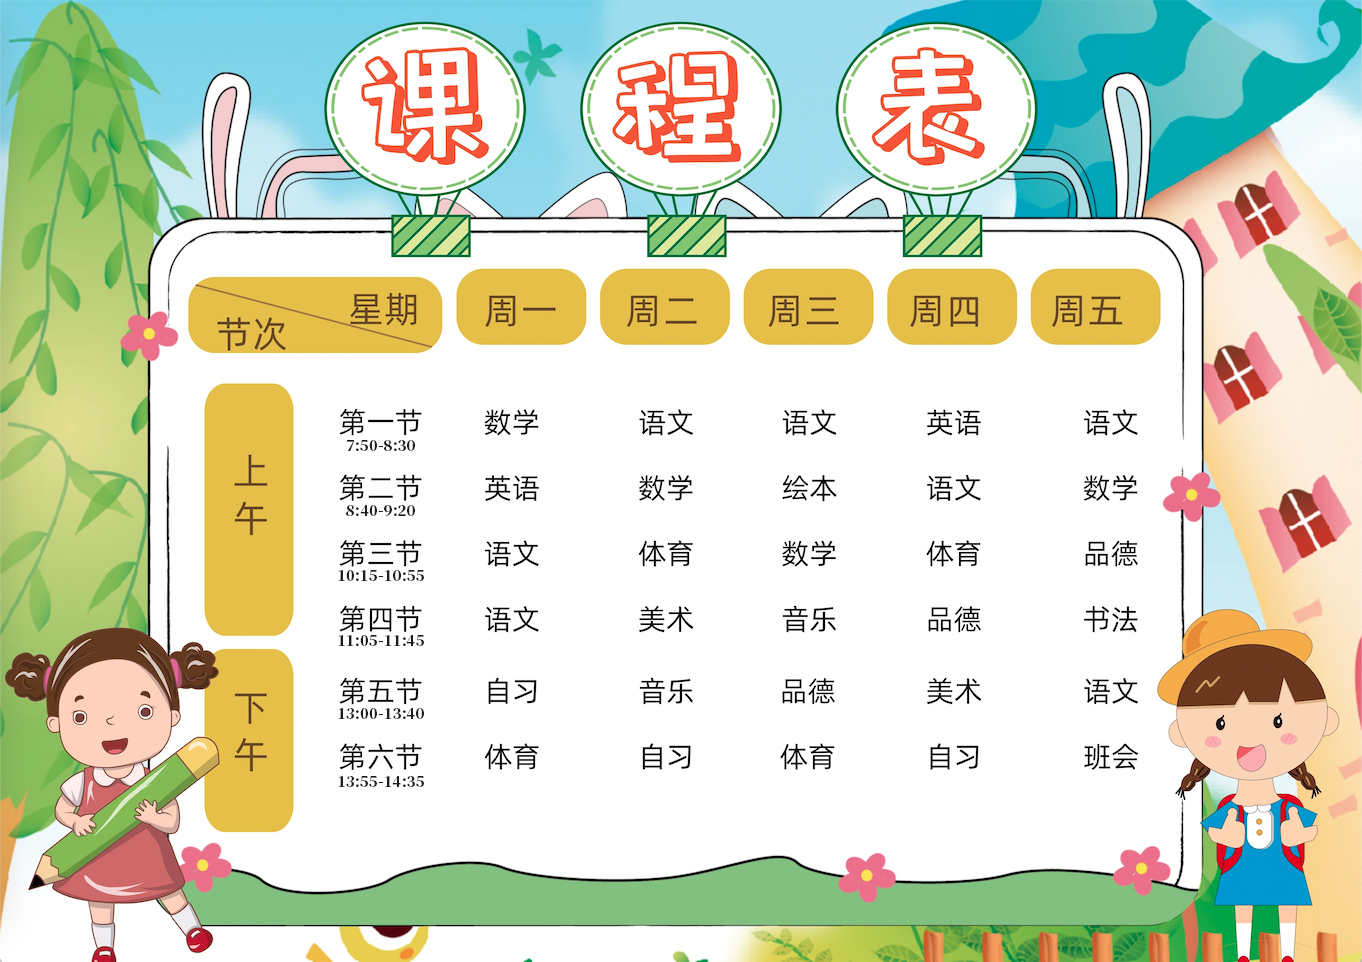 课程表
星期 周一 周二 周三 周四 周五
节次
上午
第一节 数学 语文 语文 英语 语文
7:50-8:30
第二节 英语 数学 绘本 语文 数学
8:40-9:20
第三节 语文 体育 数学 体育 品德
10:15-10:55
第四节 语文 美术 音乐 品德 书法
11:05-11:45
下午
第五节 自习 音乐 品德 美术 语文
13:00-13:40
第六节 体育 自习 体育 自习 班会
13:55-14:35